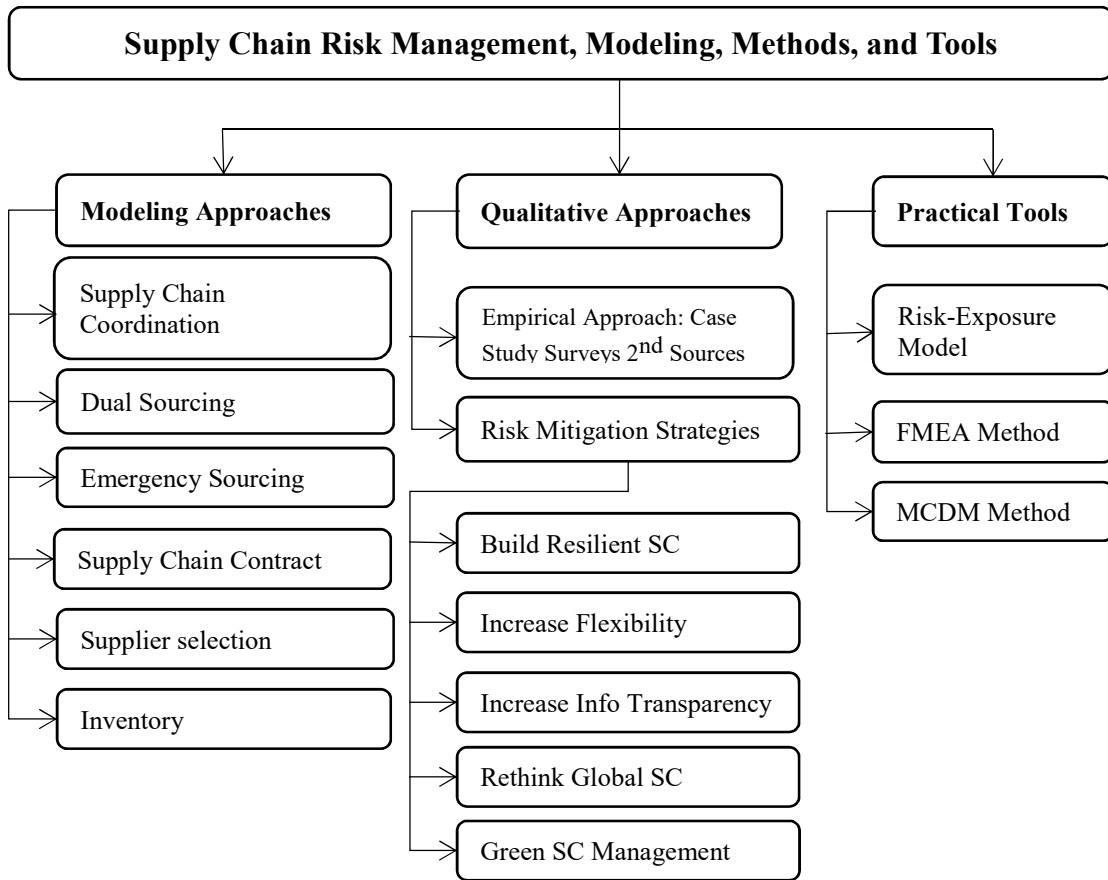 Supply Chain Risk Management, Modeling, Methods, and Tools
Modeling Approaches
Supply Chain
Coordination
Dual Sourcing
Emergency Sourcing
Supply Chain Contract
Supplier selection
Inventory
Qualitative Approaches
Empirical Approach: Case
Study Surveys 2nd Sources
Risk Mitigation Strategies
Build Resilient SC
Increase Flexibility
Increase Info Transparency
Rethink Global SC
Green SC Management
Practical Tools
Risk-Exposure
Model
FMEA Method
MCDM Method